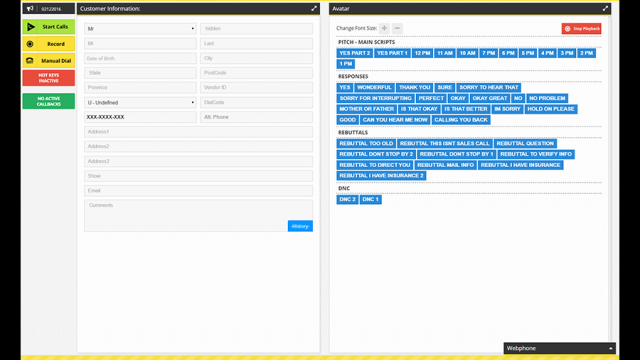 02122016
Customer Information:
Avatar
Start Calls
Record
Manual Dial
HOT KEYS
INACTIVE
NO ACTIVE
CALLBACKS
Mr
hidden
MI
Last
Date of Birth
City
State
PostCode
Province
Vendor ID
U - Undefined
DialCode
XXX-XXXX-XXX
Alt. Phone
Address1
Address2
Address3
Show
Email
Comments
History
Change Font Size:
Stop Playback
PITCH - MAIN SCRIPTS
YES PART 2 YES PART 1 12 PM 11 AM 10 AM 7 PM 6 PM 5 PM 4 PM 3 PM 2 PM
1 PM
RESPONSES
YES WONDERFUL THANK YOU SURE SORRY TO HEAR THAT
SORRY FOR INTERRUPTING PERFECT OKAY OKAY GREAT NO NO PROBLEM
MOTHER OR FATHER IS THAT OKAY IS THAT BETTER IM SORRY HOLD ON PLEASE
GOOD CAN YOU HEAR ME NOW CALLING YOU BACK
REBUTTALS
REBUTTAL TOO OLD REBUTTAL THIS ISNT SALES CALL REBUTTAL QUESTION
REBUTTAL DONT STOP BY 2 REBUTTAL DONT STOP BY 1 REBUTTAL TO VERIFY INFO
REBUTTAL TO DIRECT YOU REBUTTAL MAIL INFO REBUTTAL I HAVE INSURANCE
REBUTTAL I HAVE INSURANCE 2
DNC
DNC 2 DNC 1
Webphone